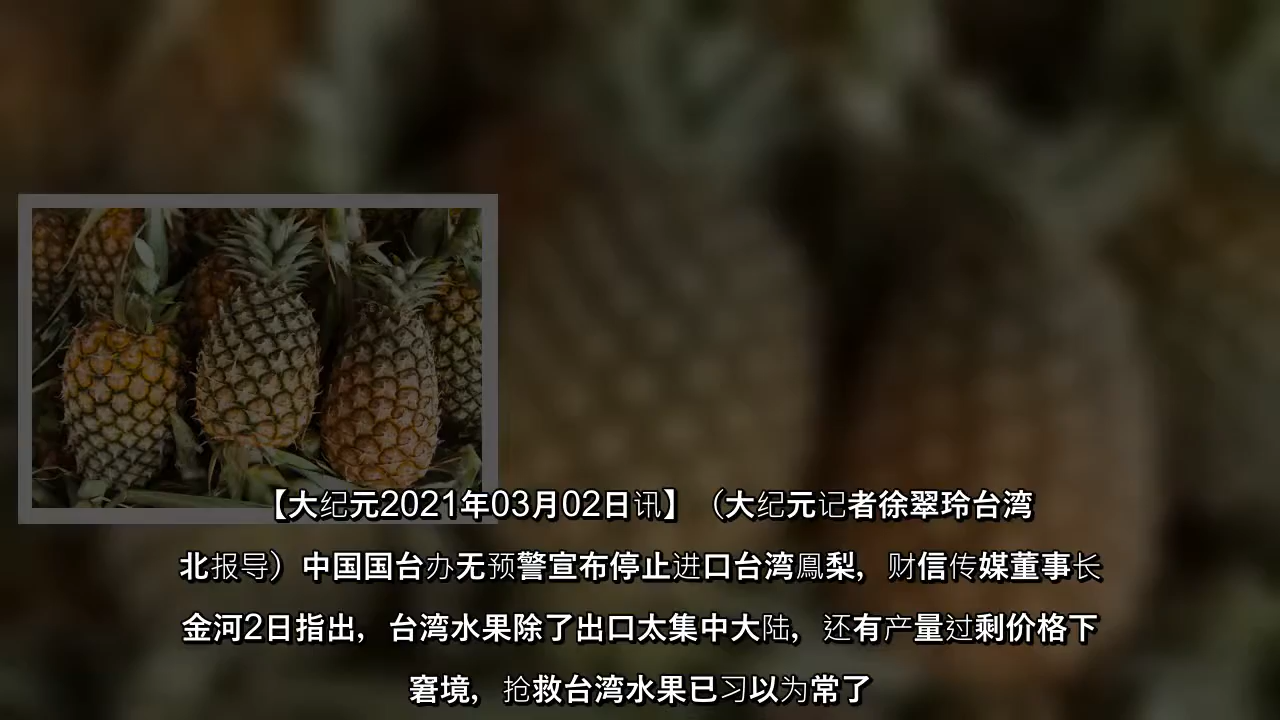 【大纪元2021年03月02日讯】（大纪元记者徐翠玲台湾
北报导）中国国台办无预警宣布停止进口台湾鳯梨，财信传媒董事长
金河2日指出，台湾水果除了出口太集中大陆，还有产量过剩价格下
窘境，抢救台湾水果已习以为常了